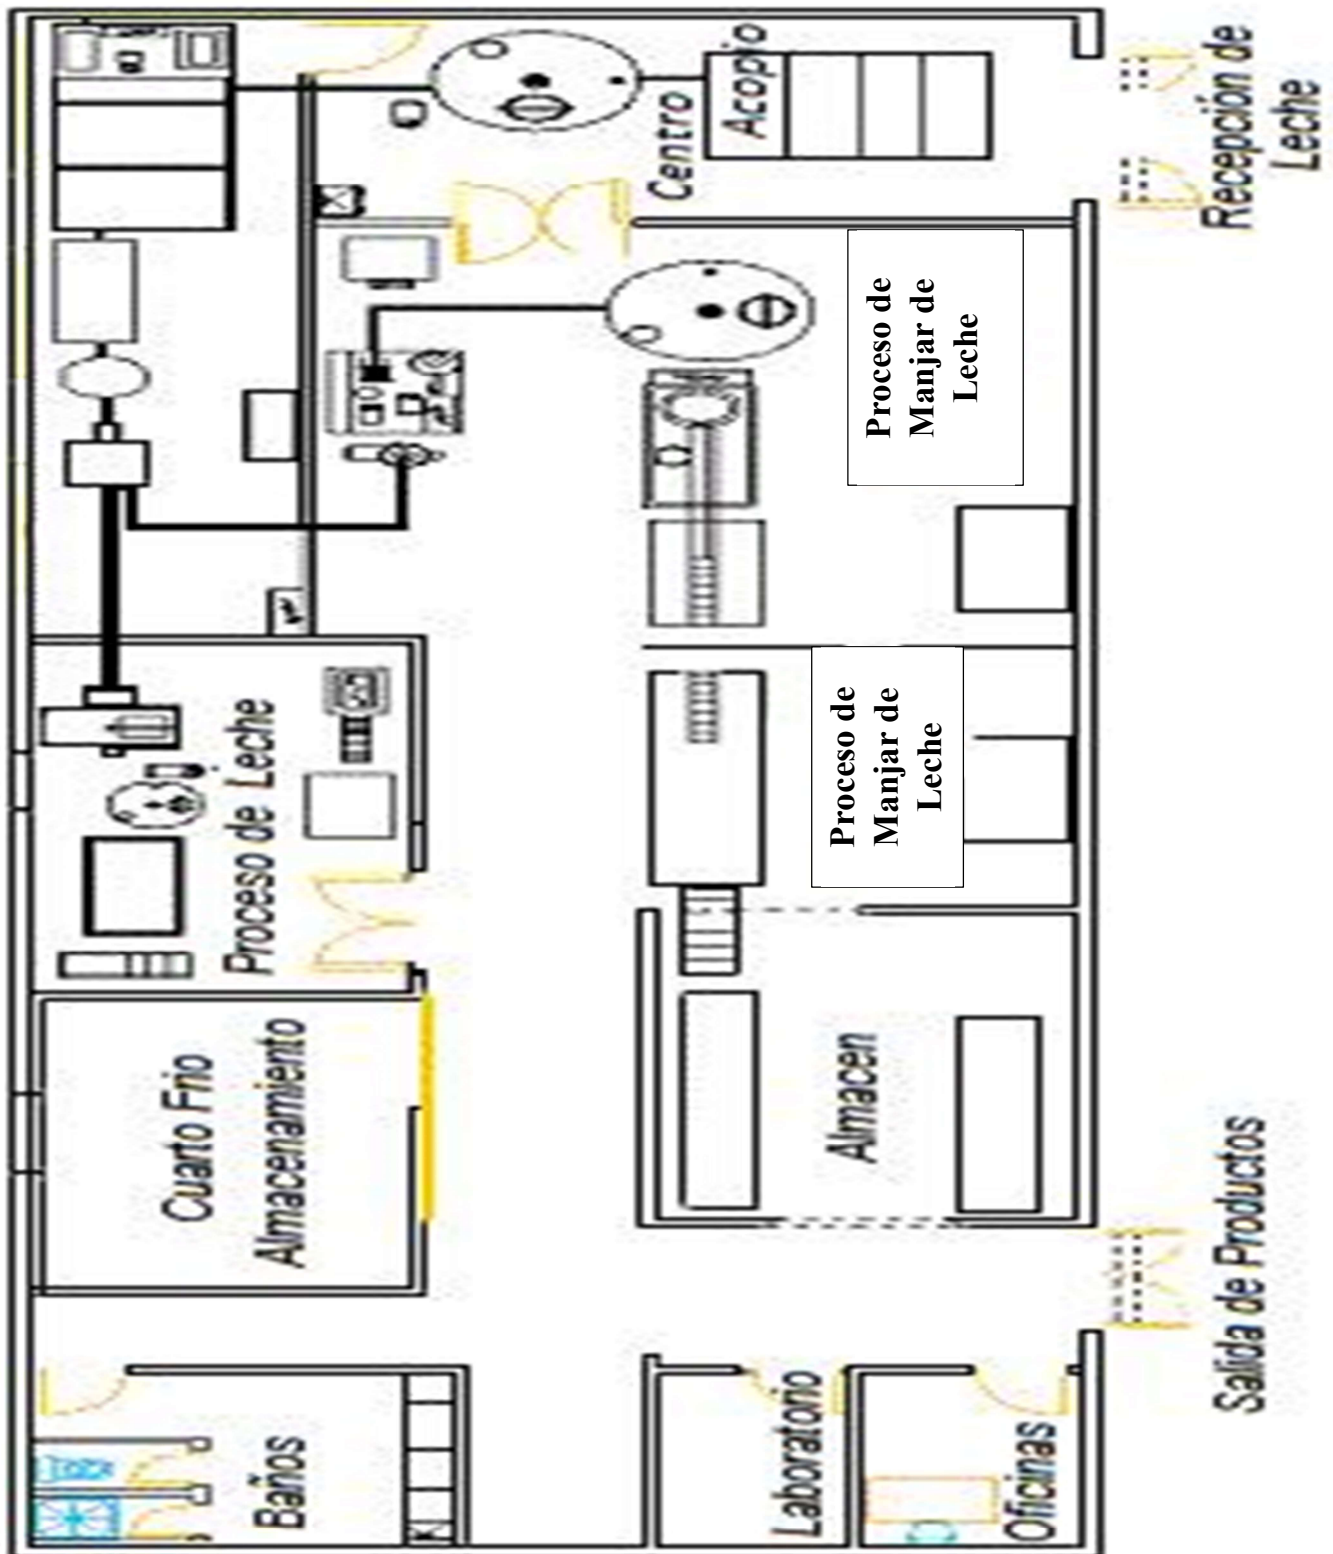 Baños
Cuarto Frio
Almacenamiento
Proceso de Leche
Laboratorio
Oficinas
Almacen
Proceso de
Manjar de
Leche
Proceso de
Manjar de
Leche
Centro
Acopio
Salida de Productos
Recepción de
Leche